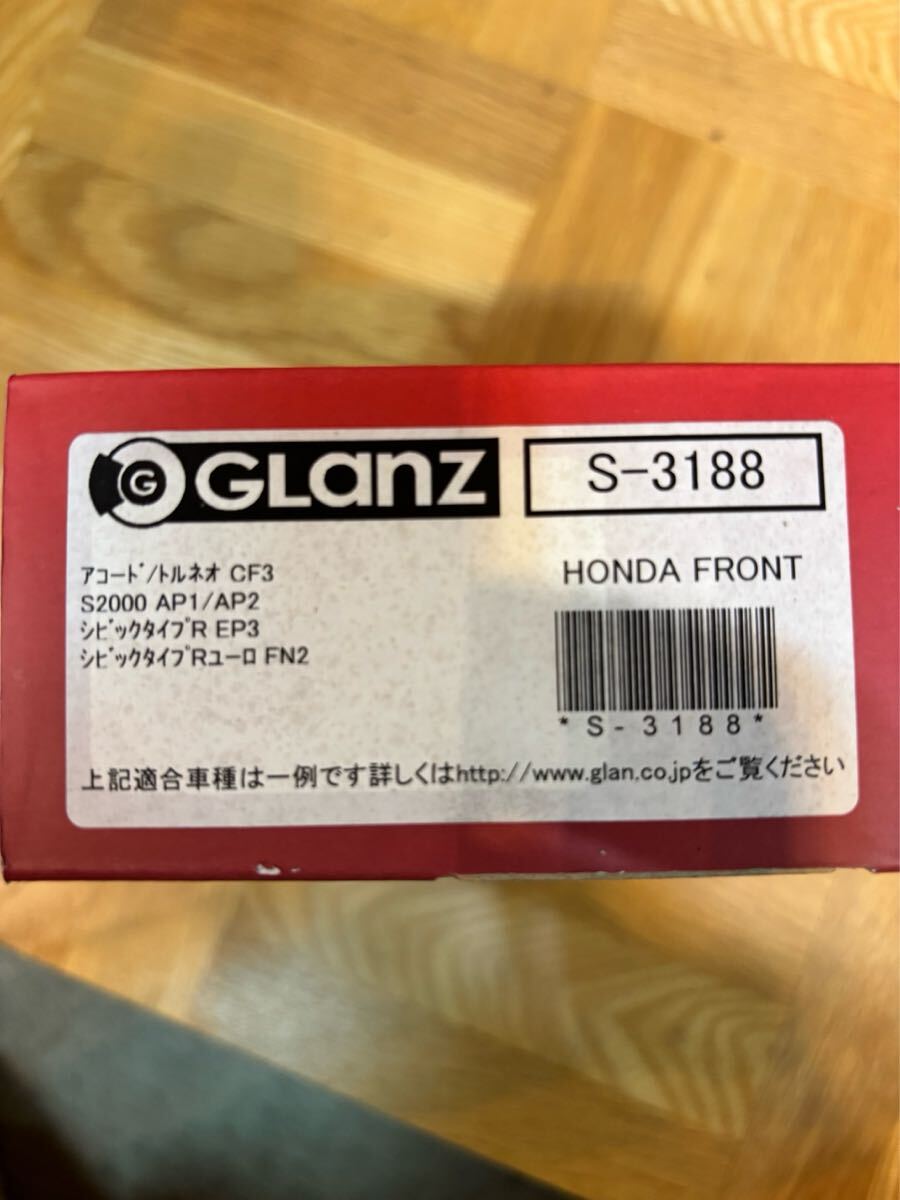 G GLanz
S-3188
アコード/トルネオ CF3
S2000 AP1/AP2
シビックタイプR EP3
シビックタイプRユーロ FN2
HONDA FRONT
*S-3188*
上記適合車種は一例です詳しくはhttp://www.glan.co.jpをご覧ください